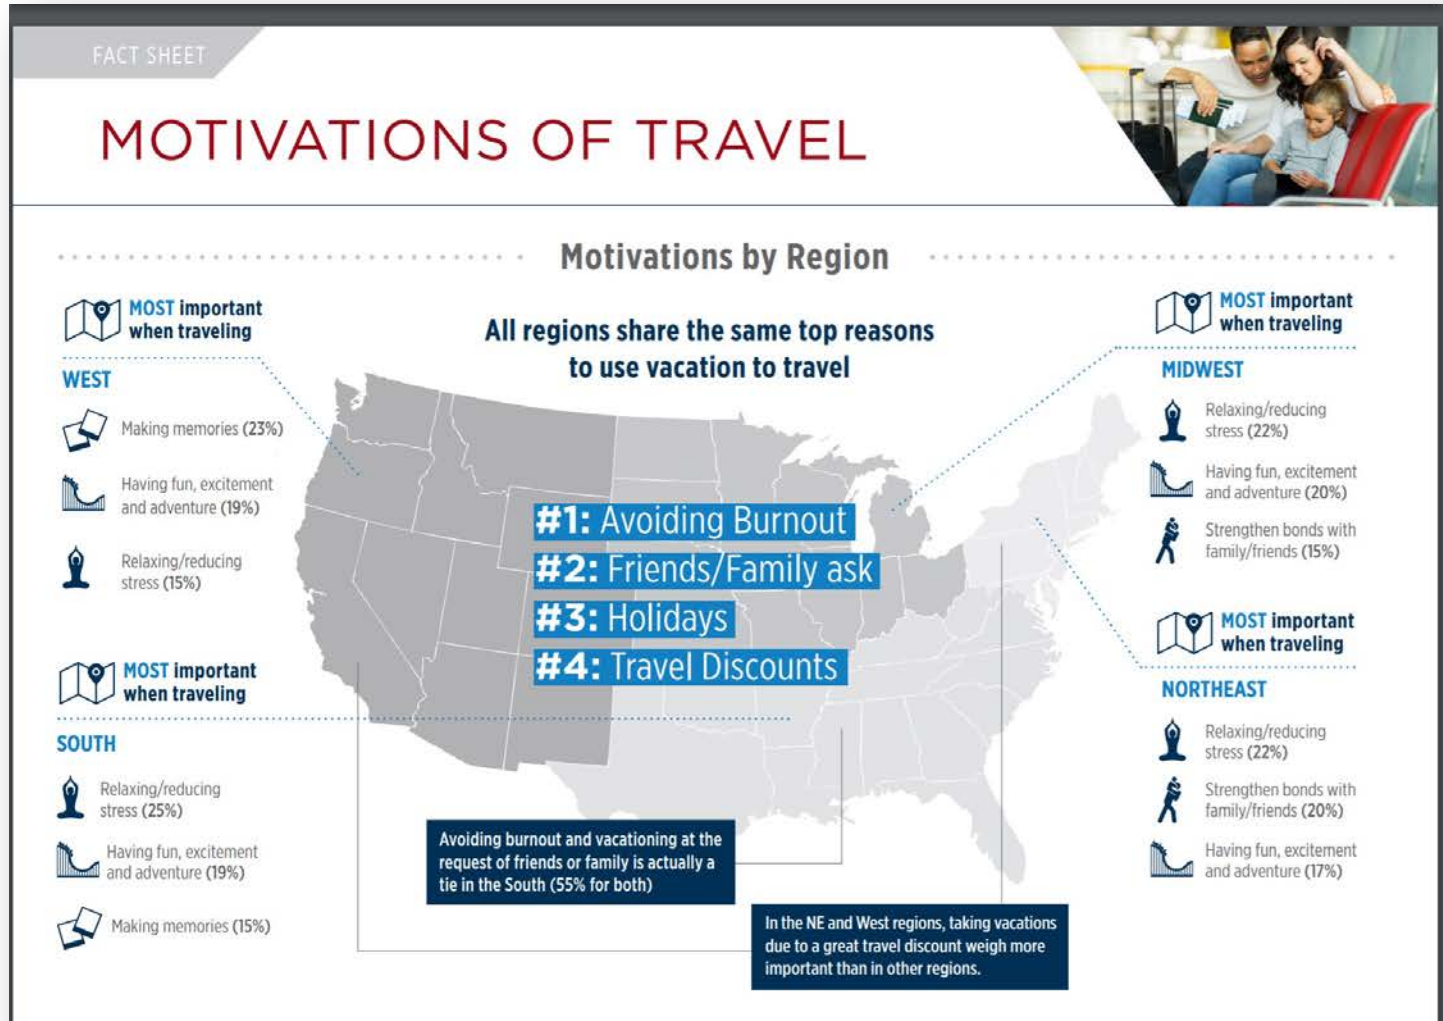 FACT SHEET
MOTIVATIONS OF TRAVEL
Motivations by Region
All regions share the same top reasons
to use vacation to travel
MOST important
when traveling
WEST
Making memories (23%)
Having fun, excitement
and adventure (19%)
Relaxing/reducing
stress (15%)
MOST important
when traveling
SOUTH
Relaxing/reducing
stress (25%)
Having fun, excitement
and adventure (19%)
Making memories (15%)
#1: Avoiding Burnout
#2: Friends/Family ask
#3: Holidays
#4: Travel Discounts
Avoiding burnout and vacationing at the
request of friends or family is actually a
tie in the South (55% for both)
In the NE and West regions, taking vacations
due to a great travel discount weigh more
important than in other regions.
MOST important
when traveling
MIDWEST
Relaxing/reducing
stress (22%)
Having fun, excitement
and adventure (20%)
Strengthen bonds with
family/friends (15%)
MOST important
when traveling
NORTHEAST
Relaxing/reducing
stress (22%)
Strengthen bonds with
family/friends (20%)
Having fun, excitement
and adventure (17%)